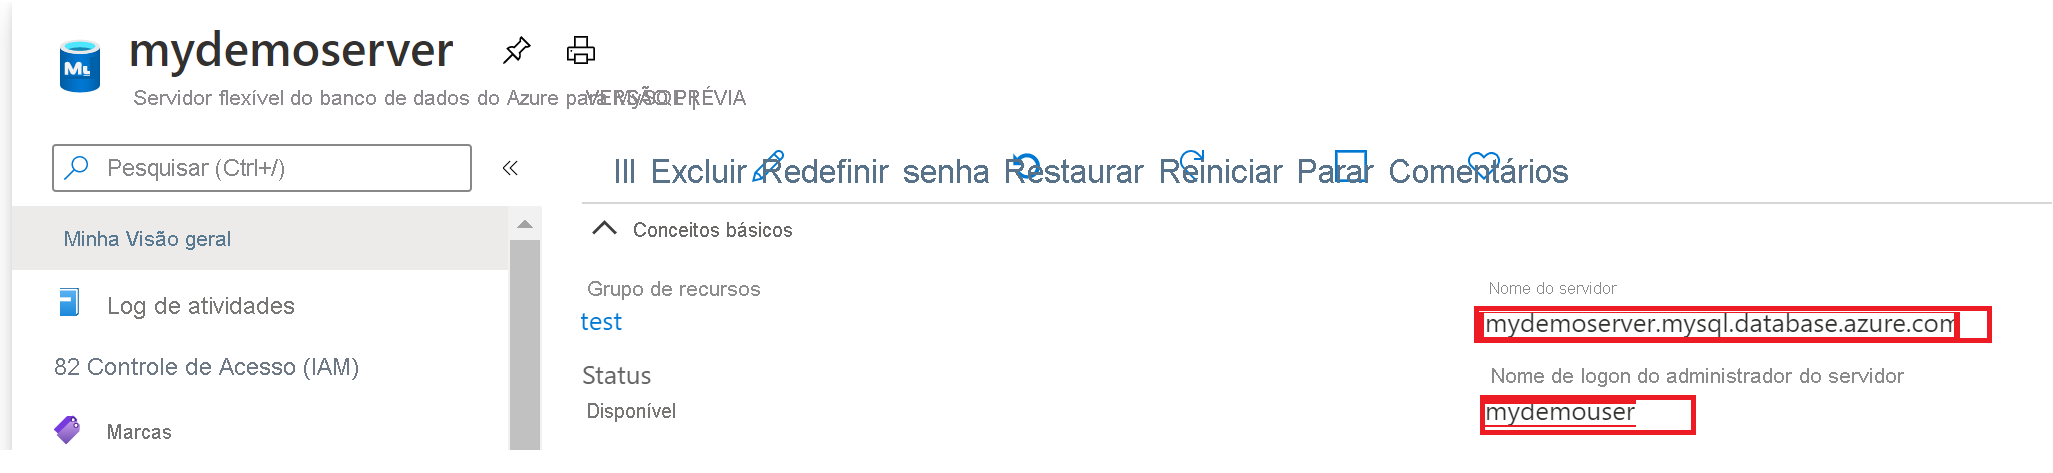 mydemoserver
Servidor flexível do banco de dados do Azure para MySQL | VERSÃO PRÉVIA
Pesquisar (Ctrl+/)
«
III Excluir Redefinir senha Restaurar Reiniciar Parar Comentários
Minha Visão geral
Conceitos básicos
Log de atividades
Grupo de recursos
test
Nome do servidor
mydemoserver.mysql.database.azure.com
82 Controle de Acesso (IAM)
Status
Disponível
Nome de logon do administrador do servidor
mydemouser
Marcas